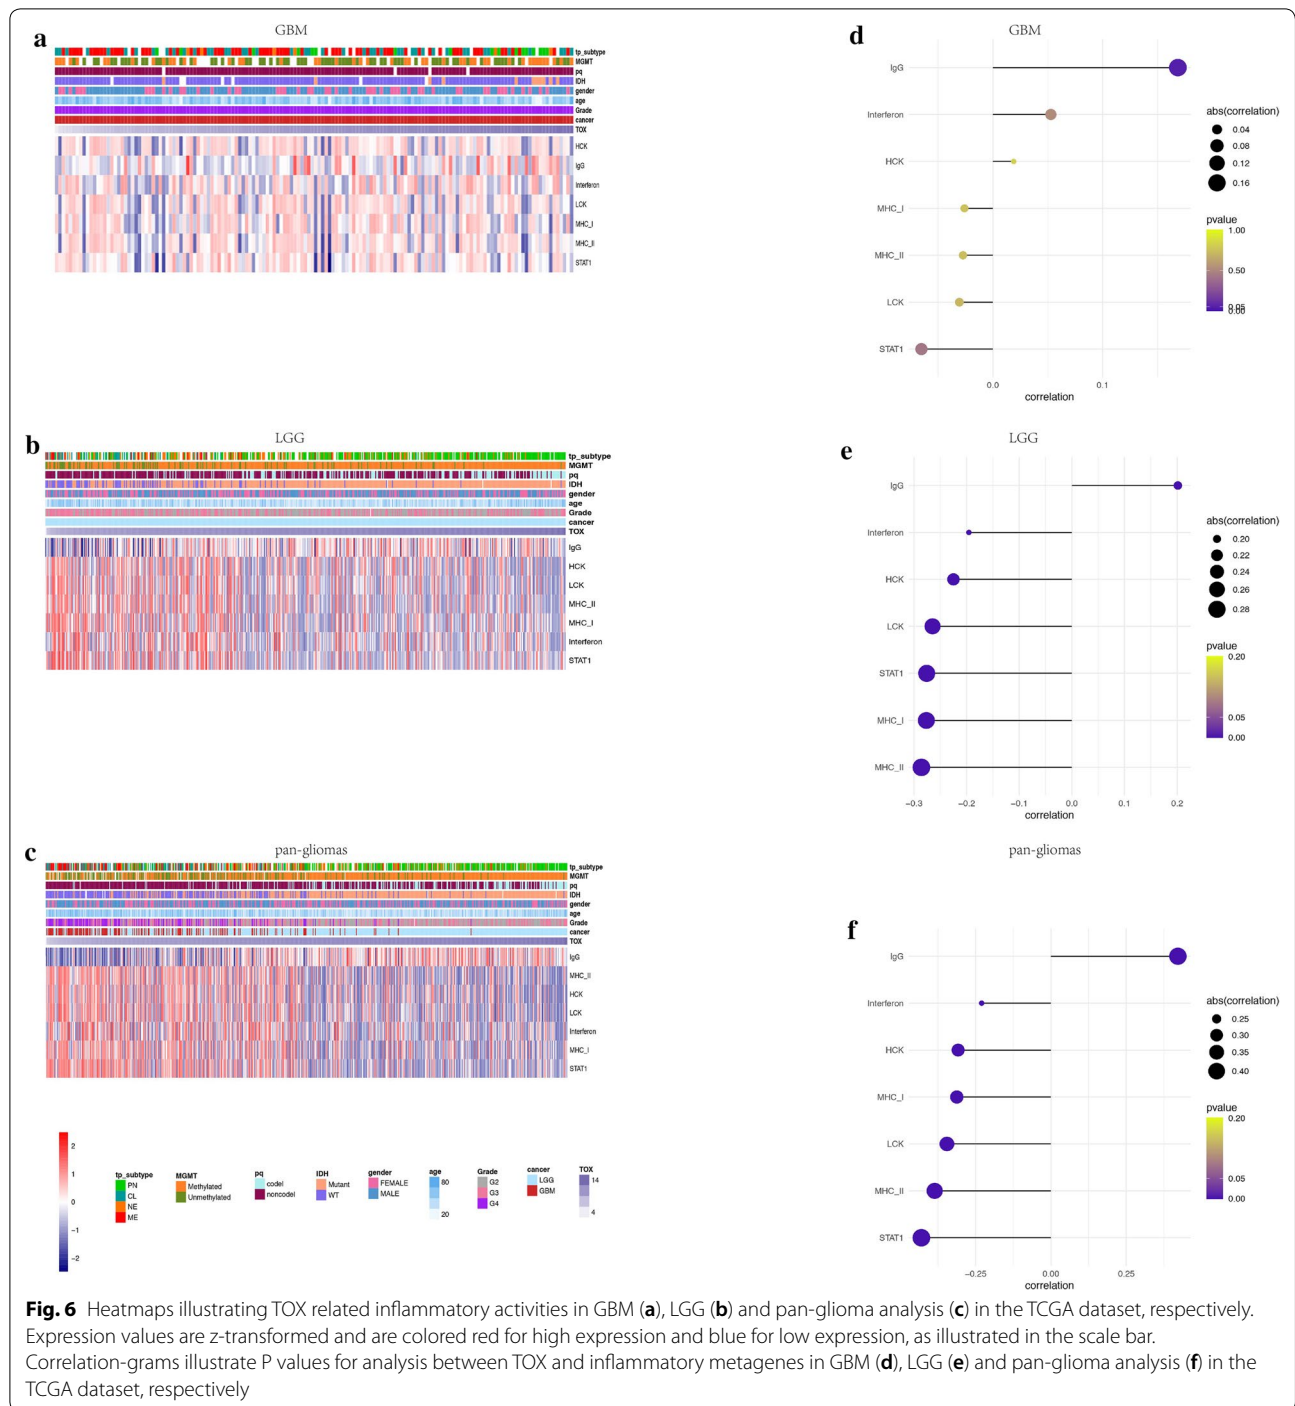 a
GBM
tp_subtype
MGMT
pq
IDH
gender
age
Grade
cancer
TOX
HCK
IgG
Interferon
LCK
MHC_I
MHC_II
STAT1
d
GBM
IgG
Interferon
HCK
MHC_I
MHC_II
LCK
STAT1
0.0 0.1
correlation
abs(correlation)
0.04
0.08
0.12
0.16
pvalue
1.00
0.50
0.05
0.00
b
LGG
tp_subtype
MGMT
pq
IDH
gender
age
Grade
cancer
TOX
IgG
HCK
LCK
MHC_II
MHC_I
Interferon
STAT1
e
LGG
IgG
Interferon
HCK
LCK
STAT1
MHC_I
MHC_II
−0.3 −0.2 −0.1 0.0 0.1 0.2
correlation
abs(correlation)
0.20
0.22
0.24
0.26
0.28
pvalue
0.20
0.05
0.00
c
pan-gliomas
tp_subtype
MGMT
pq
IDH
gender
age
Grade
cancer
TOX
IgG
MHC_II
HCK
LCK
Interferon
MHC_I
STAT1
f
pan-gliomas
IgG
Interferon
HCK
MHC_I
LCK
MHC_II
STAT1
−0.25 0.00 0.25
correlation
abs(correlation)
0.25
0.30
0.35
0.40
pvalue
0.20
0.05
0.00
2
1
0
−1
−2
tp_subtype
PN
CL
NE
ME
MGMT
Methylated
Unmethylated
pq
codel
noncodel
IDH
Mutant
WT
gender
FEMALE
MALE
age
80
20
Grade
G2
G3
G4
cancer
LGG
GBM
TOX
14
4
Fig. 6 Heatmaps illustrating TOX related inflammatory activities in GBM (a), LGG (b) and pan-glioma analysis (c) in the TCGA dataset, respectively.
Expression values are z-transformed and are colored red for high expression and blue for low expression, as illustrated in the scale bar.
Correlation-grams illustrate P values for analysis between TOX and inflammatory metagenes in GBM (d), LGG (e) and pan-glioma analysis (f) in the
TCGA dataset, respectively